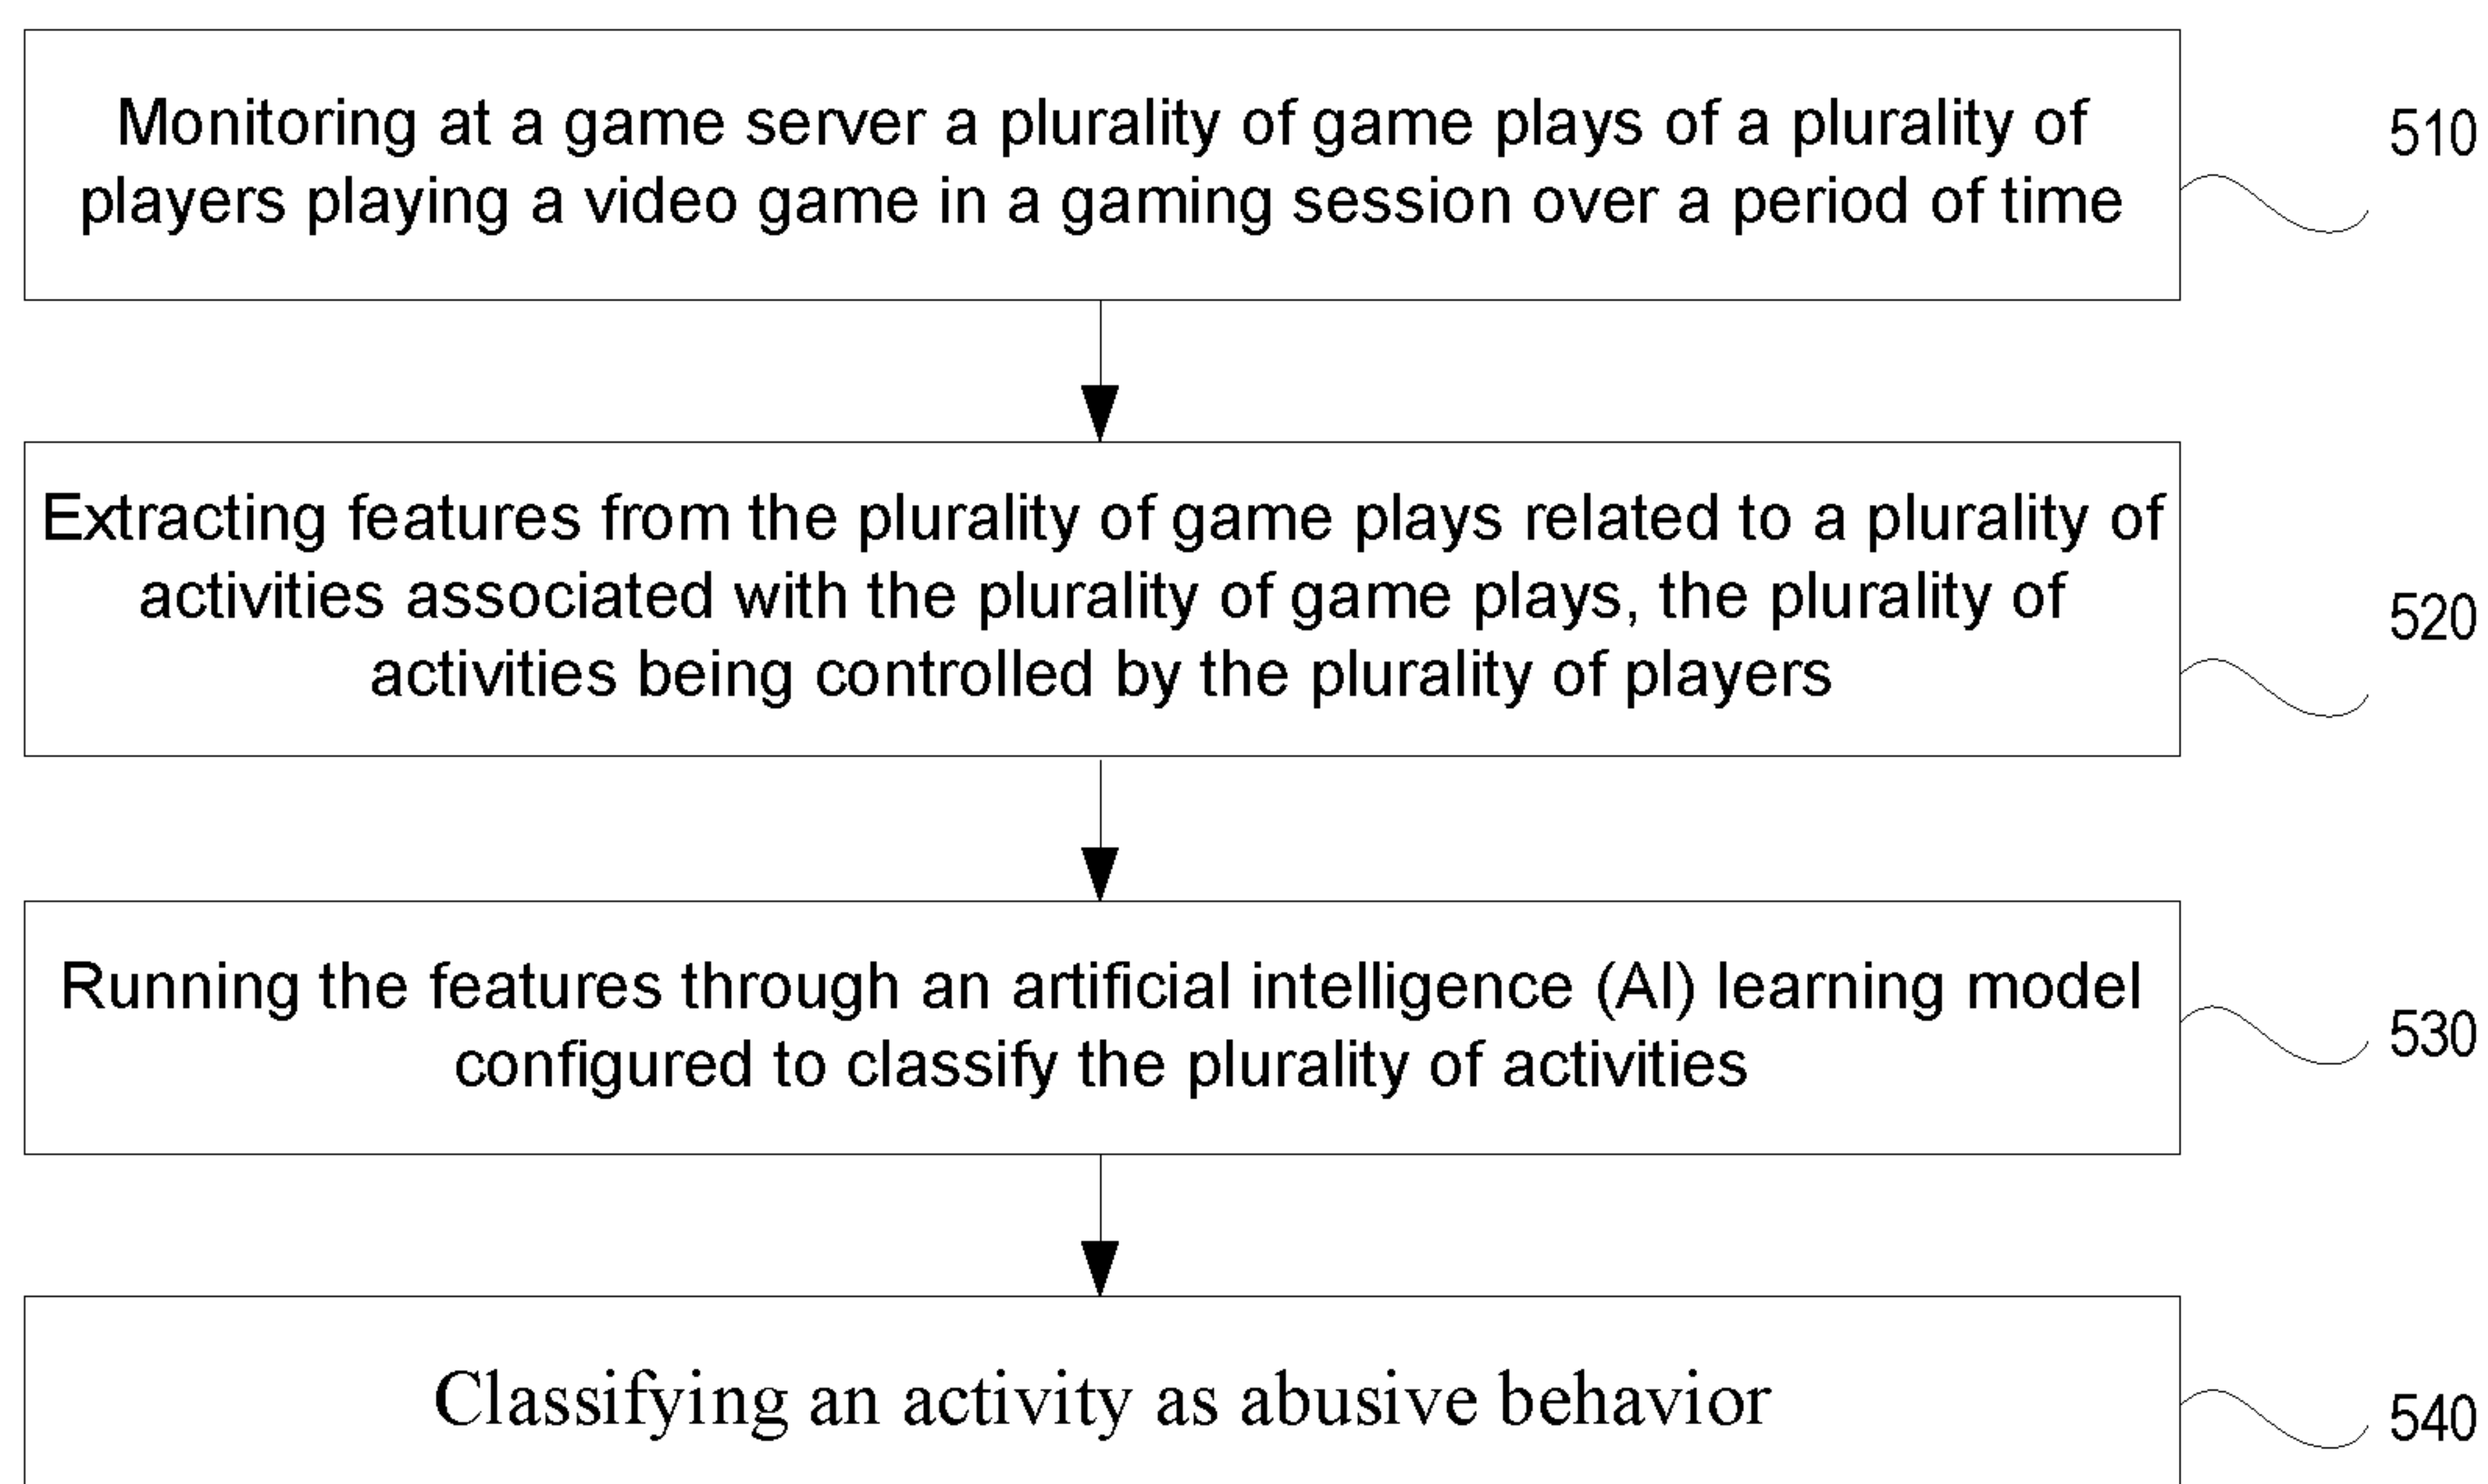 Monitoring at a game server a plurality of game plays of a plurality of
players playing a video game in a gaming session over a period of time
510
Extracting features from the plurality of game plays related to a plurality of
activities associated with the plurality of game plays, the plurality of
activities being controlled by the plurality of players
520
Running the features through an artificial intelligence (AI) learning model
configured to classify the plurality of activities
530
Classifying an activity as abusive behavior
540